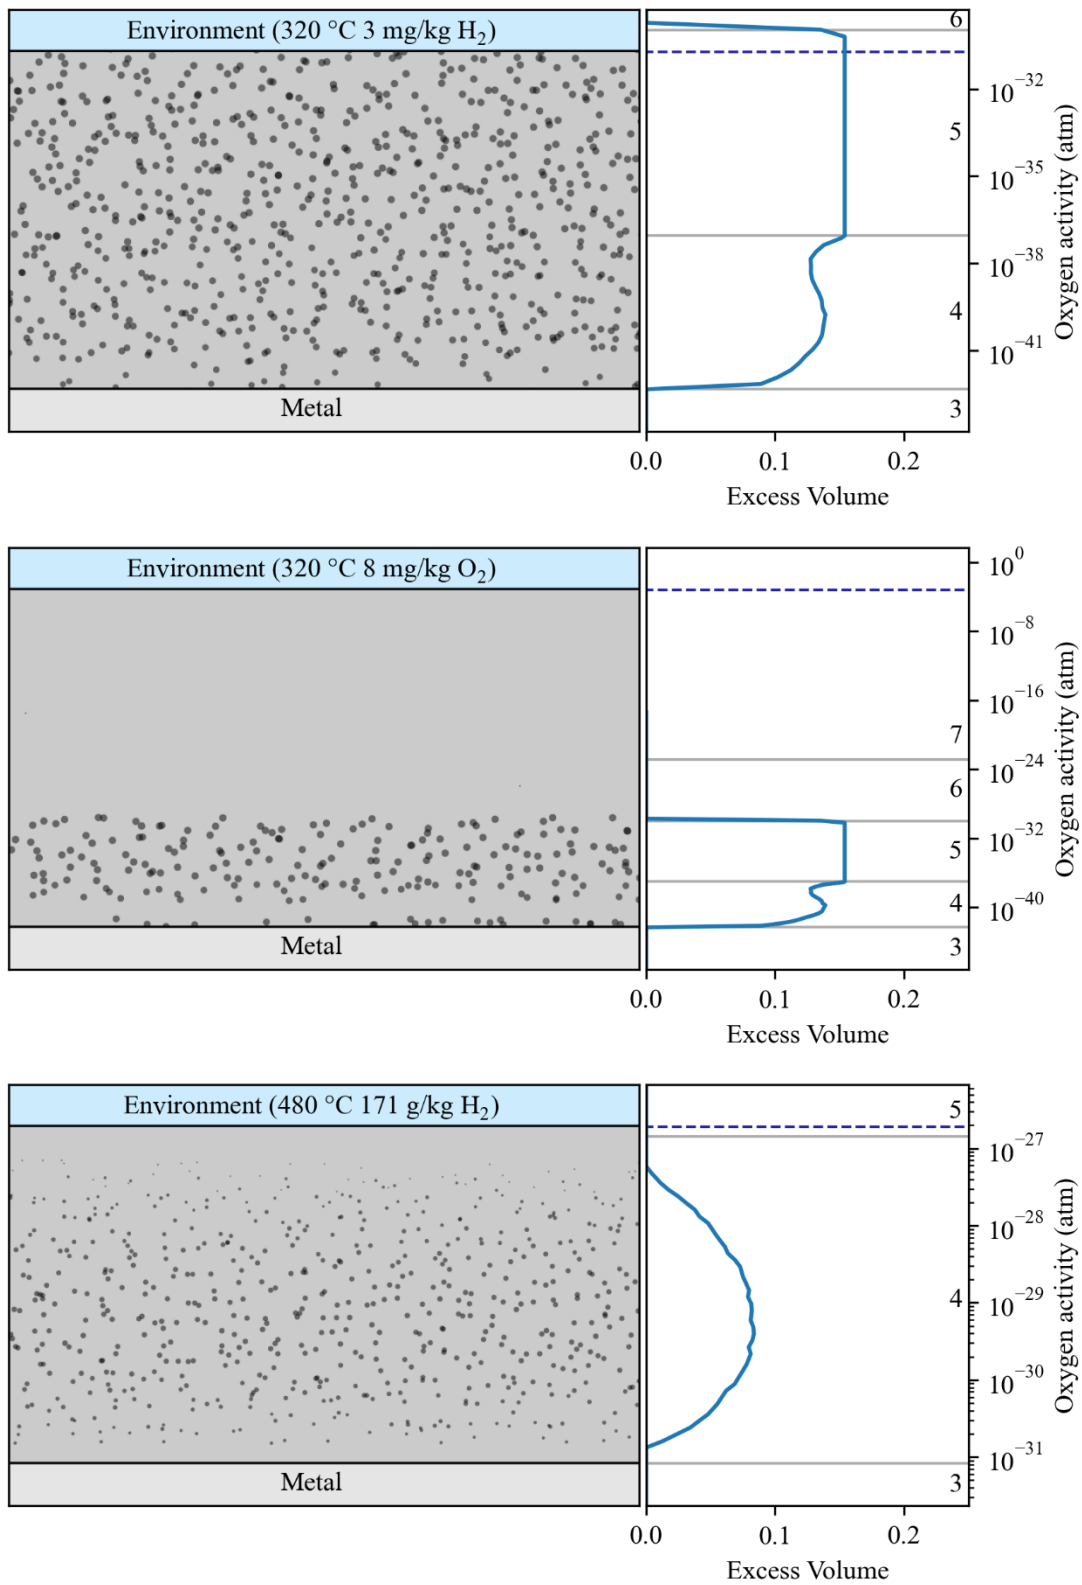 Environment (320 °C 3 mg/kg H₂)
Metal
6
5
4
3
10⁻³²
10⁻³⁵
10⁻³⁸
10⁻⁴¹
Oxygen activity (atm)
0.0 0.1 0.2
Excess Volume
Environment (320 °C 8 mg/kg O₂)
Metal
7
6
5
4
3
10⁰
10⁻⁸
10⁻¹⁶
10⁻²⁴
10⁻³²
10⁻⁴⁰
Oxygen activity (atm)
0.0 0.1 0.2
Excess Volume
Environment (480 °C 171 g/kg H₂)
Metal
5
4
3
10⁻²⁷
10⁻²⁸
10⁻²⁹
10⁻³⁰
10⁻³¹
Oxygen activity (atm)
0.0 0.1 0.2
Excess Volume